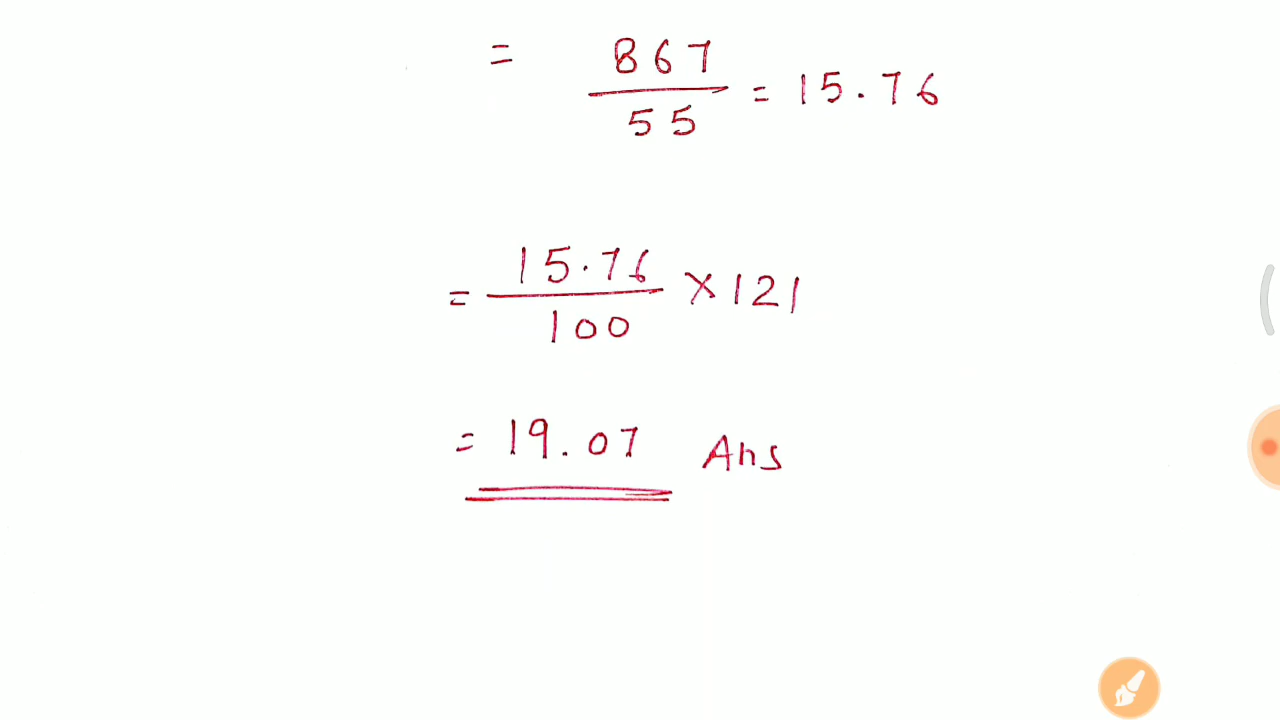 = 867/55 = 15.76
= 15.76/100 × 121
= 19.07 Ans